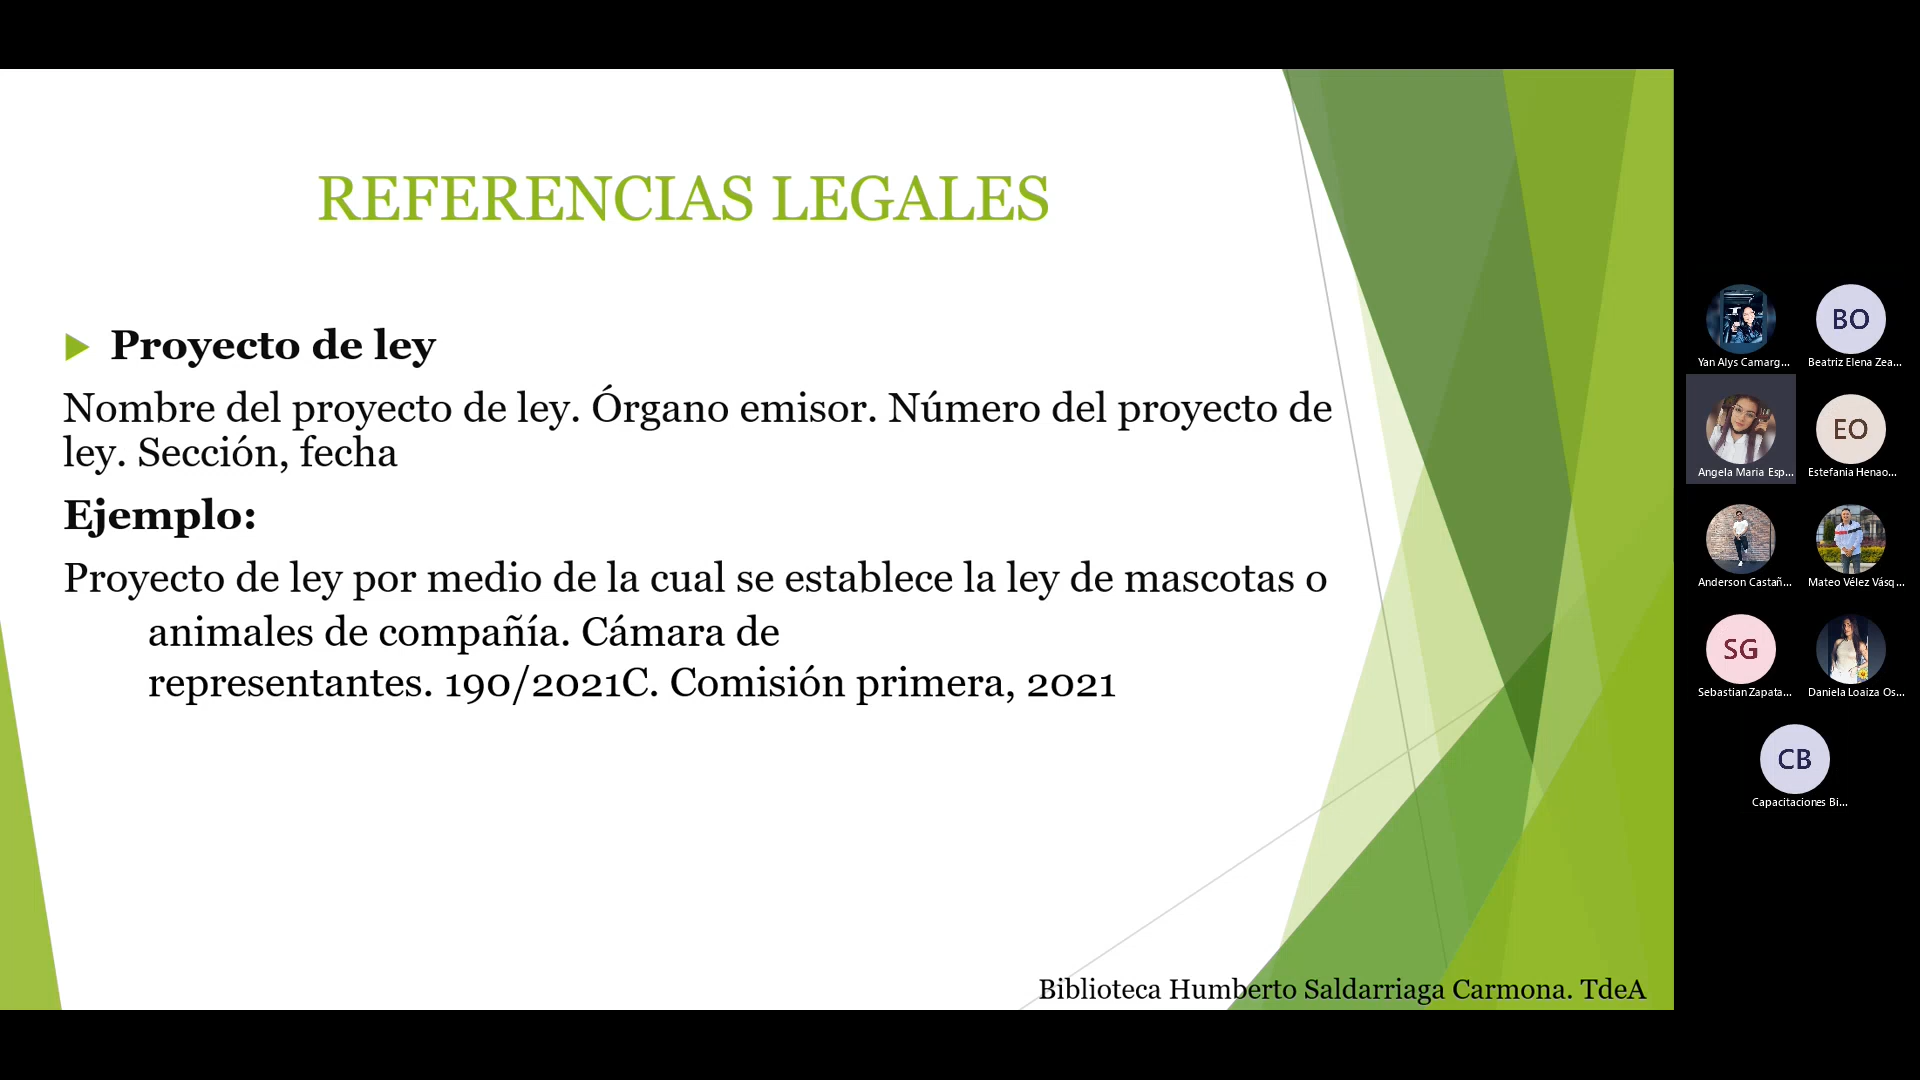 REFERENCIAS LEGALES
Proyecto de ley
Nombre del proyecto de ley. Órgano emisor. Número del proyecto de
ley. Sección, fecha
Ejemplo:
Proyecto de ley por medio de la cual se establece la ley de mascotas o
animales de compañía. Cámara de
representantes. 190/2021C. Comisión primera, 2021
Biblioteca Humberto Saldarriaga Carmona. TdeA
Yan Alys Camarg...
BO
Beatriz Elena Zea...
Angela Maria Esp...
EO
Estefania Henao...
Anderson Castañ...
Mateo Vélez Vásq...
SG
Sebastian Zapata...
Daniela Loaiza Os...
CB
Capacitaciones Bi...